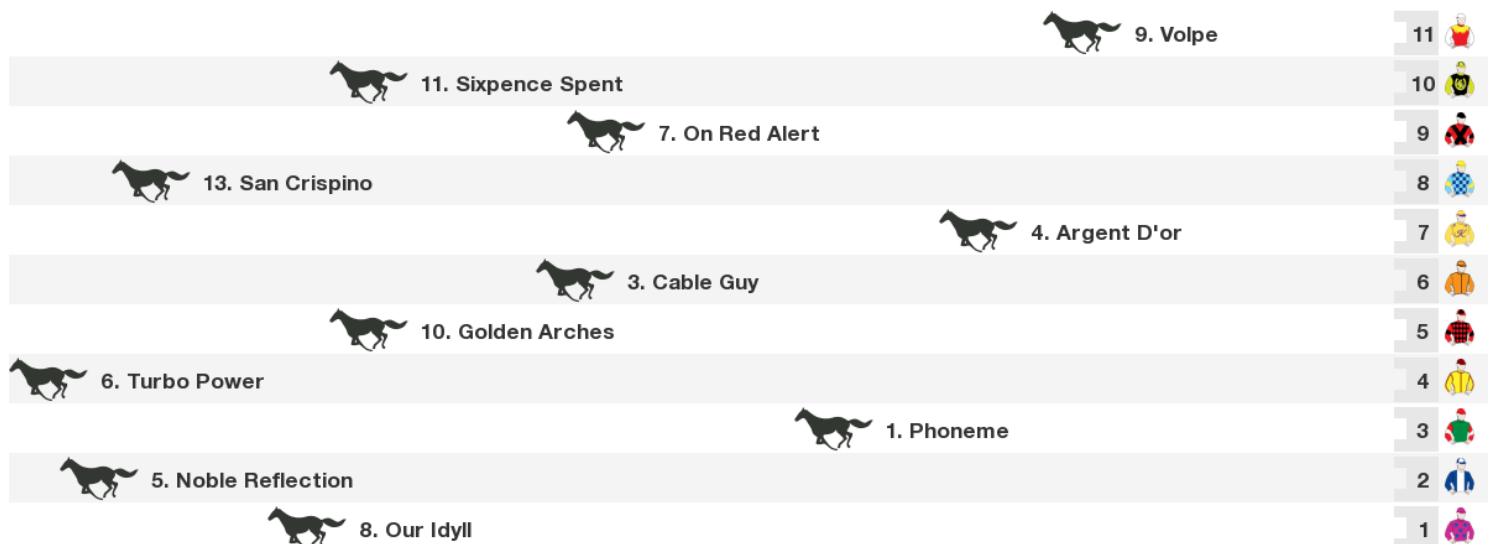 9. Volpe 11
11. Sixpence Spent 10
7. On Red Alert 9
13. San Crispino 8
4. Argent D'or 7
3. Cable Guy 6
10. Golden Arches 5
6. Turbo Power 4
1. Phoneme 3
5. Noble Reflection 2
8. Our Idyll 1